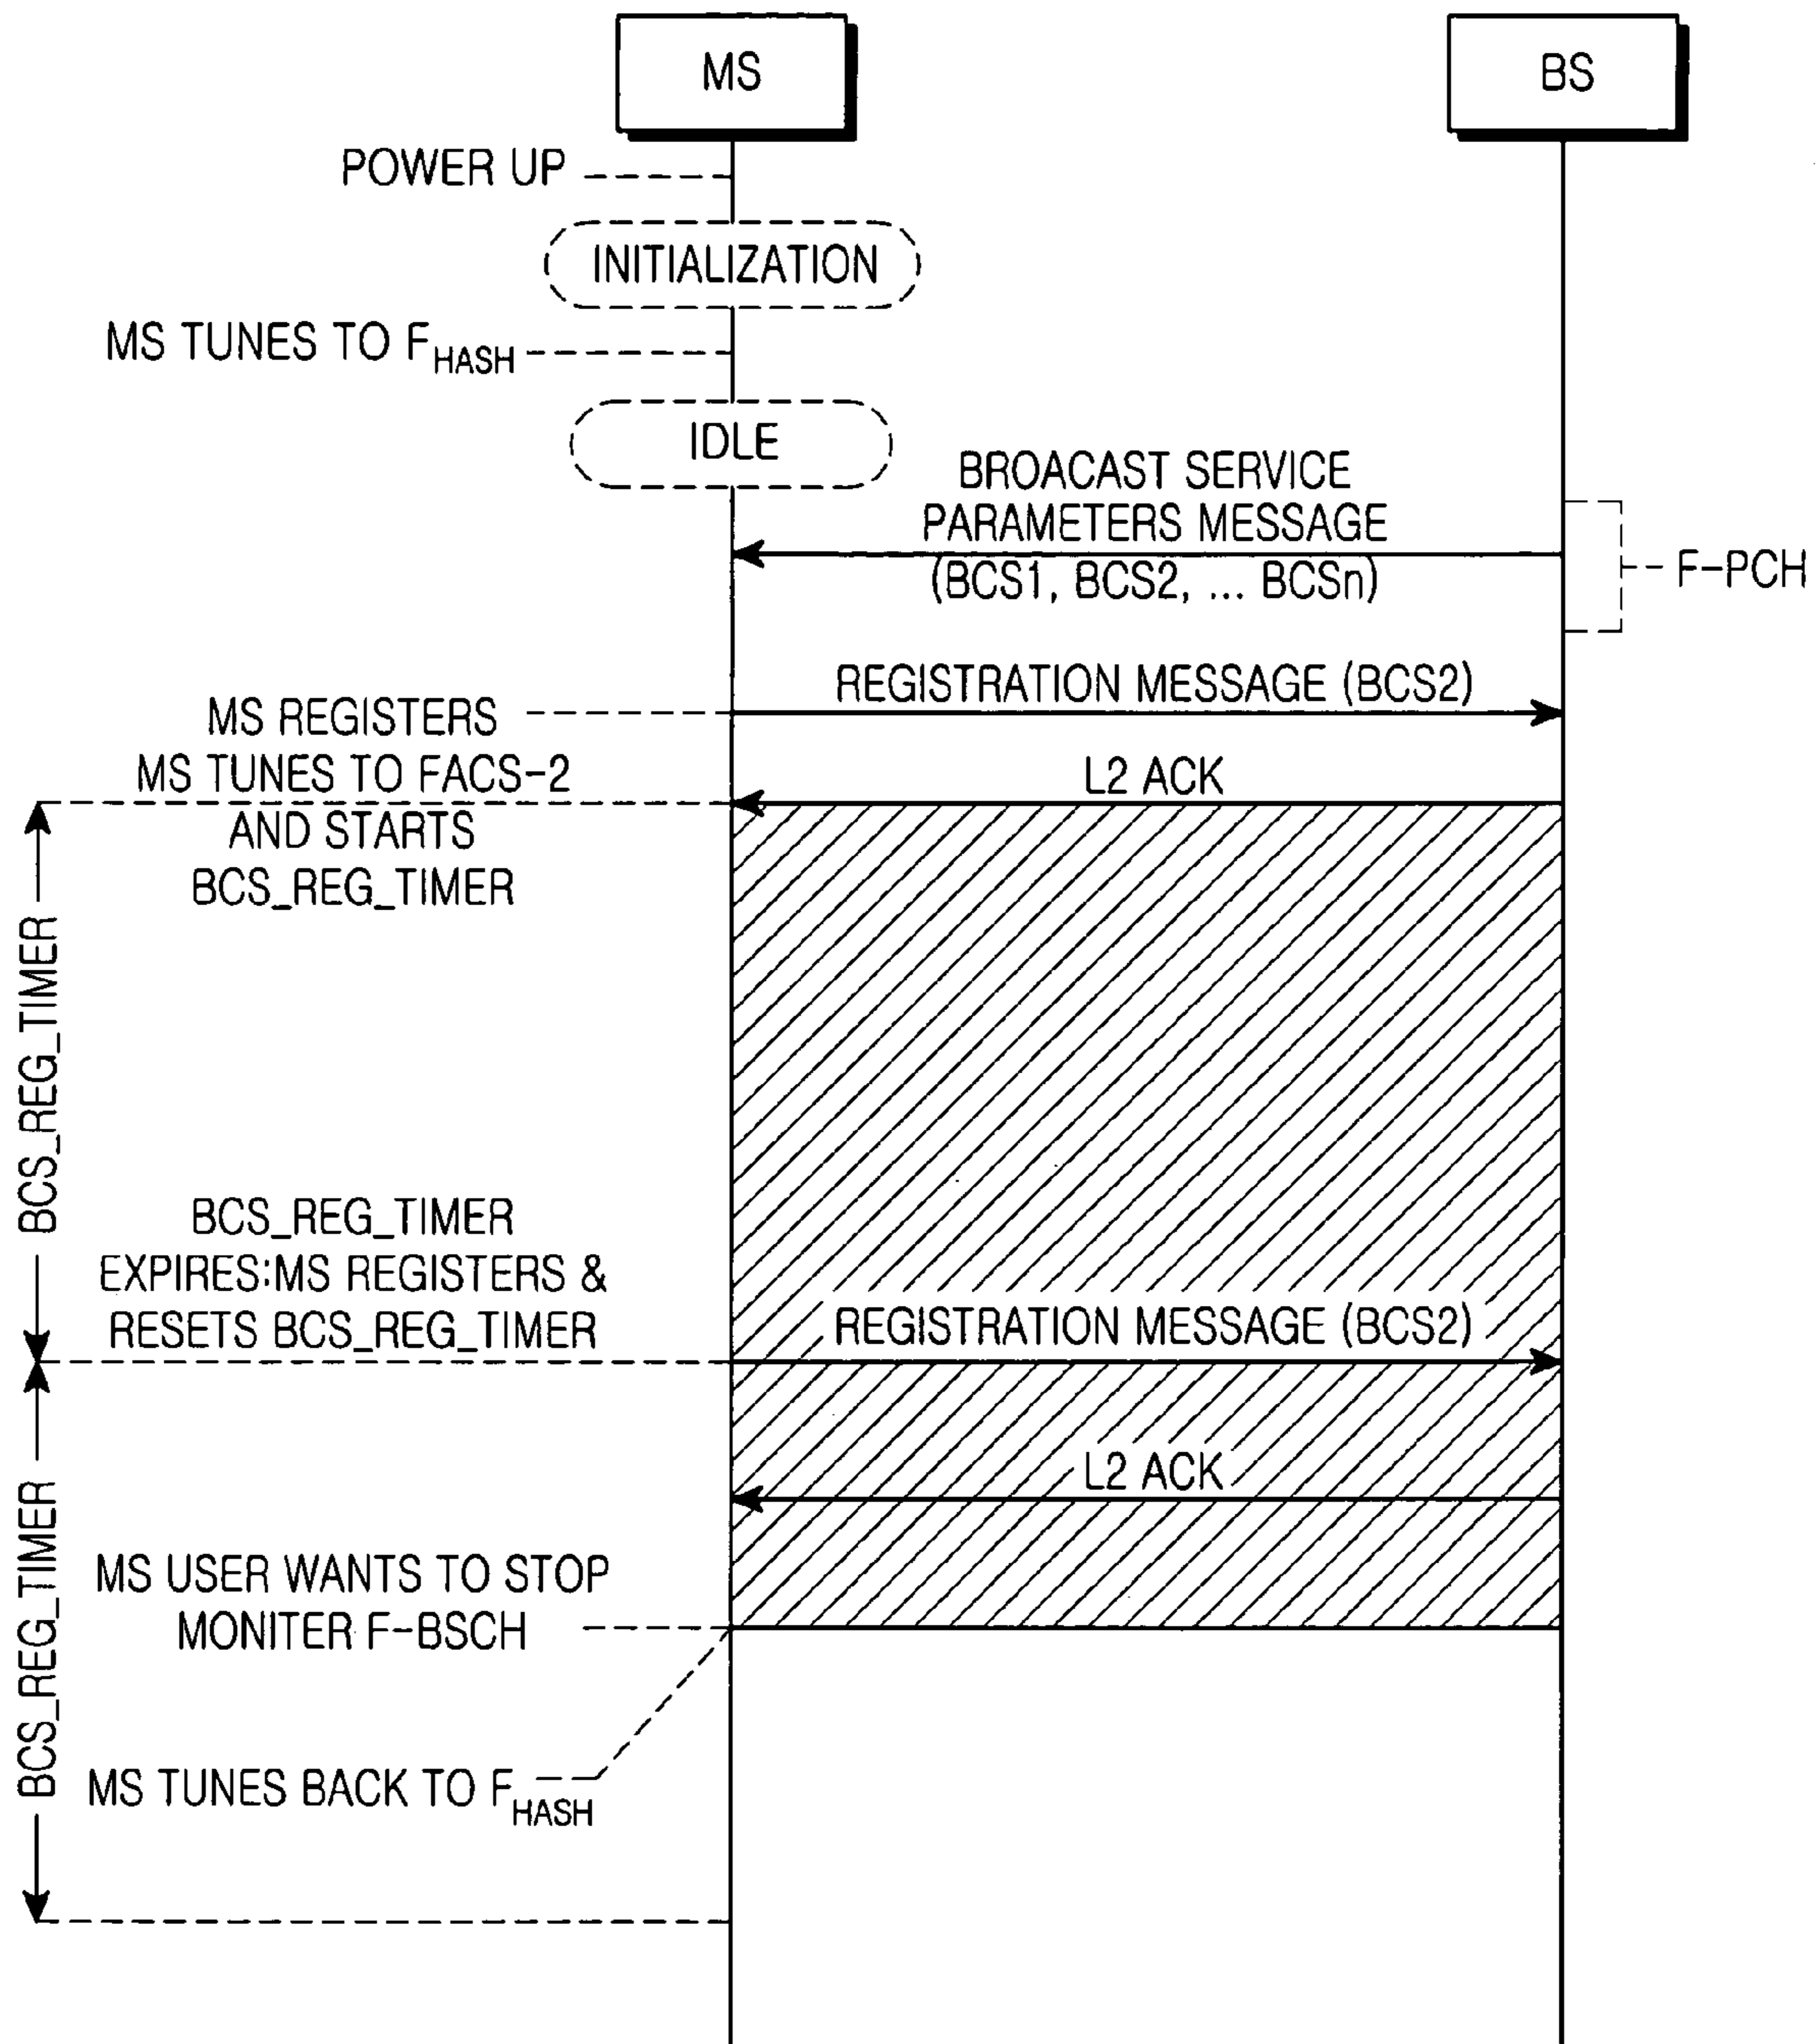 MS
BS
POWER UP
INITIALIZATION
MS TUNES TO FHASH
IDLE
BROACAST SERVICE
PARAMETERS MESSAGE
(BCS1, BCS2, ... BCSn)
F-PCH
REGISTRATION MESSAGE (BCS2)
MS REGISTERS
MS TUNES TO FACS-2
AND STARTS
BCS_REG_TIMER
L2 ACK
BCS_REG_TIMER
BCS_REG_TIMER
EXPIRES:MS REGISTERS &
RESETS BCS_REG_TIMER
REGISTRATION MESSAGE (BCS2)
L2 ACK
BCS_REG_TIMER
MS USER WANTS TO STOP
MONITER F-BSCH
MS TUNES BACK TO FHASH